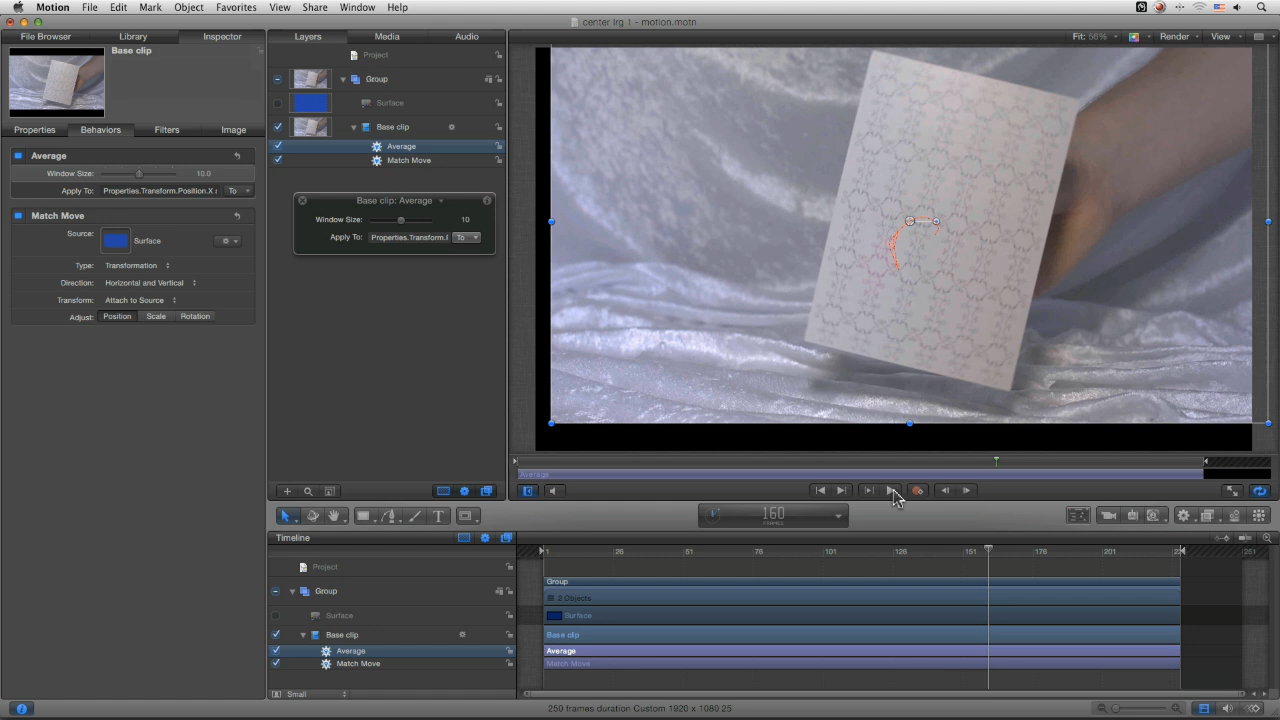 Motion File Edit Mark Object Favorites View Share Window Help
center lrg 1 - motion.motn
File Browser Library Inspector
Layers Media Audio
Fit: 56% Render View
Base clip
Project
Group
Surface
Base clip
Average
Match Move
Properties Behaviors Filters Image
Average
Window Size: 10.0
Apply To: Properties.Transform.Position.X To
Match Move
Source: Surface
Type: Transformation
Direction: Horizontal and Vertical
Transform: Attach to Source
Adjust: Position Scale Rotation
Base clip: Average
Window Size: 10
Apply To: Properties.Transform. To
Average
160
FRAMES
Timeline
1 26 51 76 101 126 151 176 201 251
Project
Group Group
2 Objects
Surface Surface
Base clip Base clip
Average Average
Match Move Match Move
Small
250 frames duration Custom 1920 x 1080 25